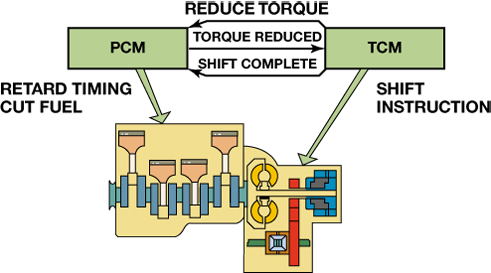 REDUCE TORQUE
PCM
TORQUE REDUCED
TCM
SHIFT COMPLETE
RETARD TIMING
CUT FUEL
SHIFT
INSTRUCTION